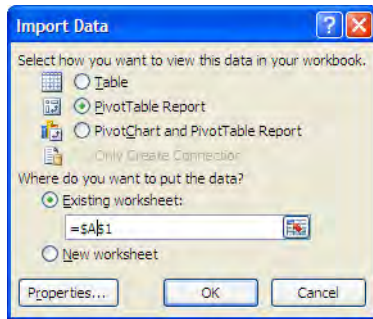 Import Data
Select how you want to view this data in your workbook.
Table
PivotTable Report
PivotChart and PivotTable Report
Only Create Connection
Where do you want to put the data?
Existing worksheet:
=$A$1
New worksheet
Properties...
OK
Cancel